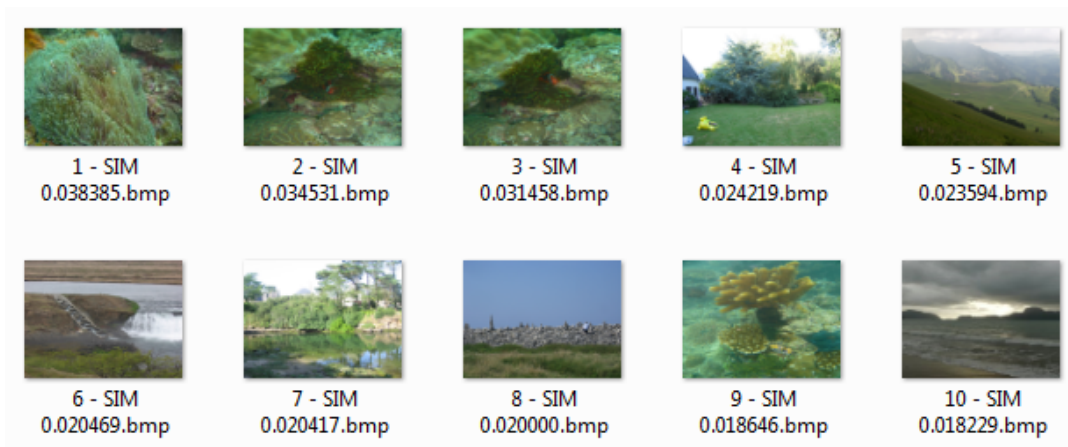 1 - SIM
0.038385.bmp
2 - SIM
0.034531.bmp
3 - SIM
0.031458.bmp
4 - SIM
0.024219.bmp
5 - SIM
0.023594.bmp
6 - SIM
0.020469.bmp
7 - SIM
0.020417.bmp
8 - SIM
0.020000.bmp
9 - SIM
0.018646.bmp
10 - SIM
0.018229.bmp